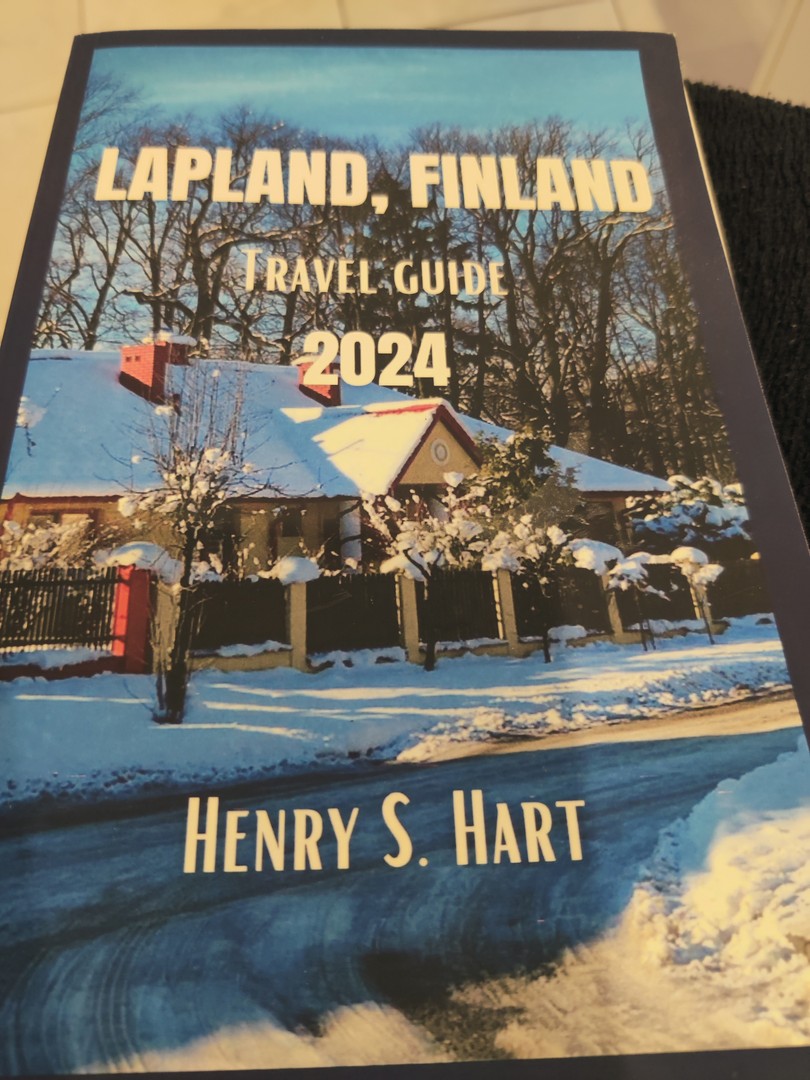 LAPLAND, FINLAND
TRAVEL GUIDE
2024
HENRY S. HART